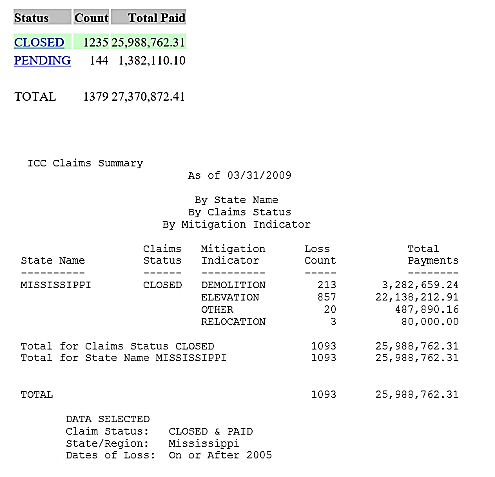 Status Count Total Paid
CLOSED 1235 25,988,762.31
PENDING 144 1,382,110.10
TOTAL 1379 27,370,872.41
ICC Claims Summary
As of 03/31/2009
By State Name
By Claims Status
By Mitigation Indicator
Claims Mitigation Loss Total
State Name Status Indicator Count Payments
---------- ------ ---------- ----- --------
MISSISSIPPI CLOSED DEMOLITION 213 3,282,659.24
ELEVATION 857 22,138,212.91
OTHER 20 487,890.16
RELOCATION 3 80,000.00
Total for Claims Status CLOSED 1093 25,988,762.31
Total for State Name MISSISSIPPI 1093 25,988,762.31
TOTAL 1093 25,988,762.31
DATA SELECTED
Claim Status: CLOSED & PAID
State/Region: Mississippi
Dates of Loss: On or After 2005